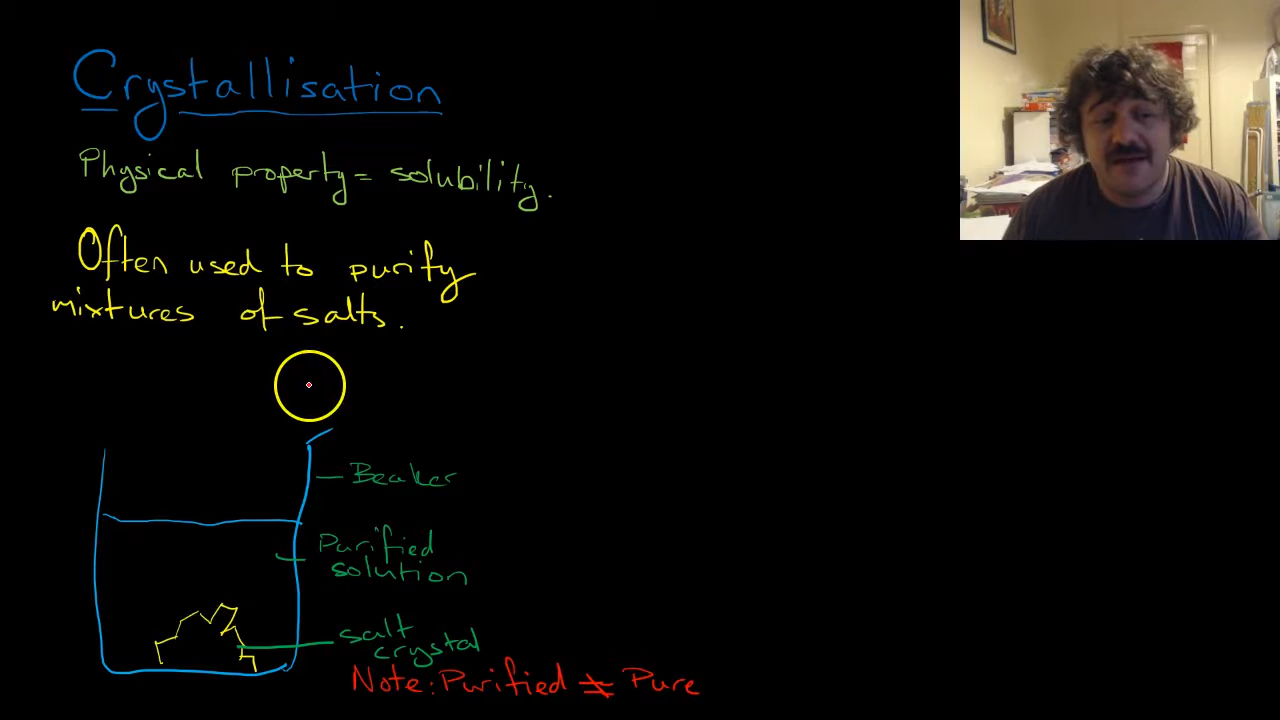 Crystallisation
Physical property = solubility.
Often used to purify
mixtures of salts.
Beaker
Purified
solution
salt
crystal
Note: Purified ≠ Pure